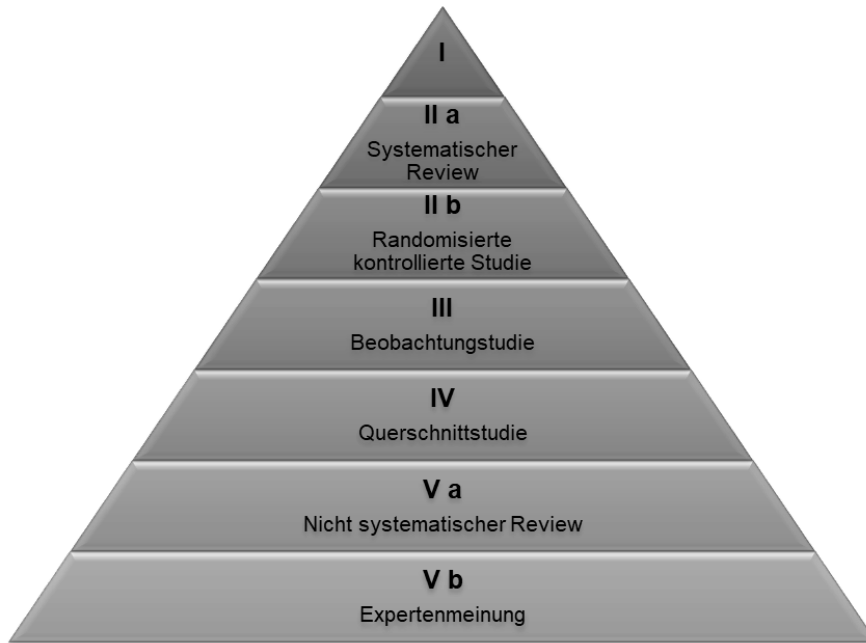 I
II a
Systematischer
Review
II b
Randomisierte
kontrollierte Studie
III
Beobachtungstudie
IV
Querschnittstudie
V a
Nicht systematischer Review
V b
Expertenmeinung